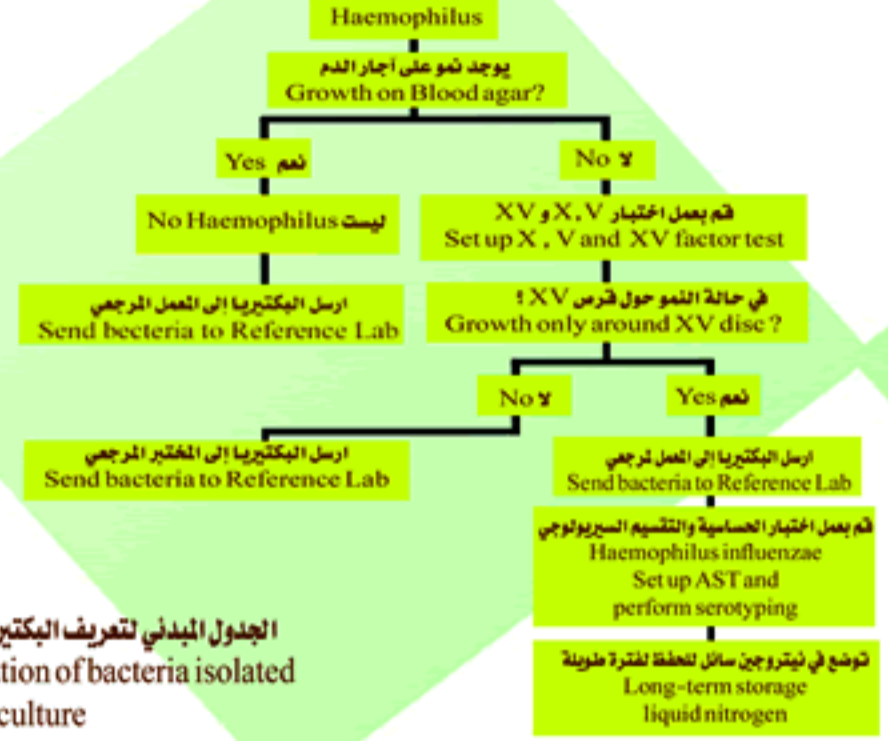 Haemophilus
يوجد نمو على آجار الدم
Growth on Blood agar?
Yes نعم
No لا
No Haemophilus ليست
قم بعمل اختبار X , V و XV
Set up X , V and XV factor test
ارسل البكتيريا إلى المعمل المرجعي
Send becteria to Reference Lab
في حالة النمو حول قرص XV ؟
Growth only around XV disc ?
No لا
Yes نعم
ارسل البكتيريا إلى المختبر المرجعي
Send bacteria to Reference Lab
ارسل البكتيريا إلى المعمل لمرجعي
Send bacteria to Reference Lab
قم بعمل اختبار الحساسية والتقسيم السيريولوجي
Haemophilus influenzae
Set up AST and
perform serotyping
توضع في نيتروجين سائل للحفظ لفترة طويلة
Long-term storage
liquid nitrogen
الجدول المبدئي لتعريف البكتير
tion of bacteria isolated
culture